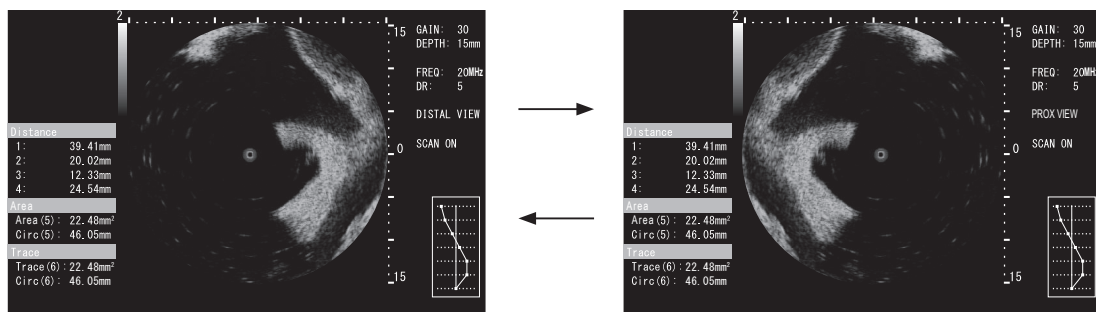 2
15
0
15
GAIN: 30
DEPTH: 15mm
FREQ: 20MHz
DR: 5
DISTAL VIEW
SCAN ON
Distance
1: 39.41mm
2: 20.02mm
3: 12.33mm
4: 24.54mm
Area
Area(5): 22.48mm²
Circ(5): 46.05mm
Trace
Trace(6):22.48mm²
Circ(6): 46.05mm
2
15
0
15
GAIN: 30
DEPTH: 15mm
FREQ: 20MHz
DR: 5
PROX VIEW
SCAN ON
Distance
1: 39.41mm
2: 20.02mm
3: 12.33mm
4: 24.54mm
Area
Area(5): 22.48mm²
Circ(5): 46.05mm
Trace
Trace(6):22.48mm²
Circ(6): 46.05mm